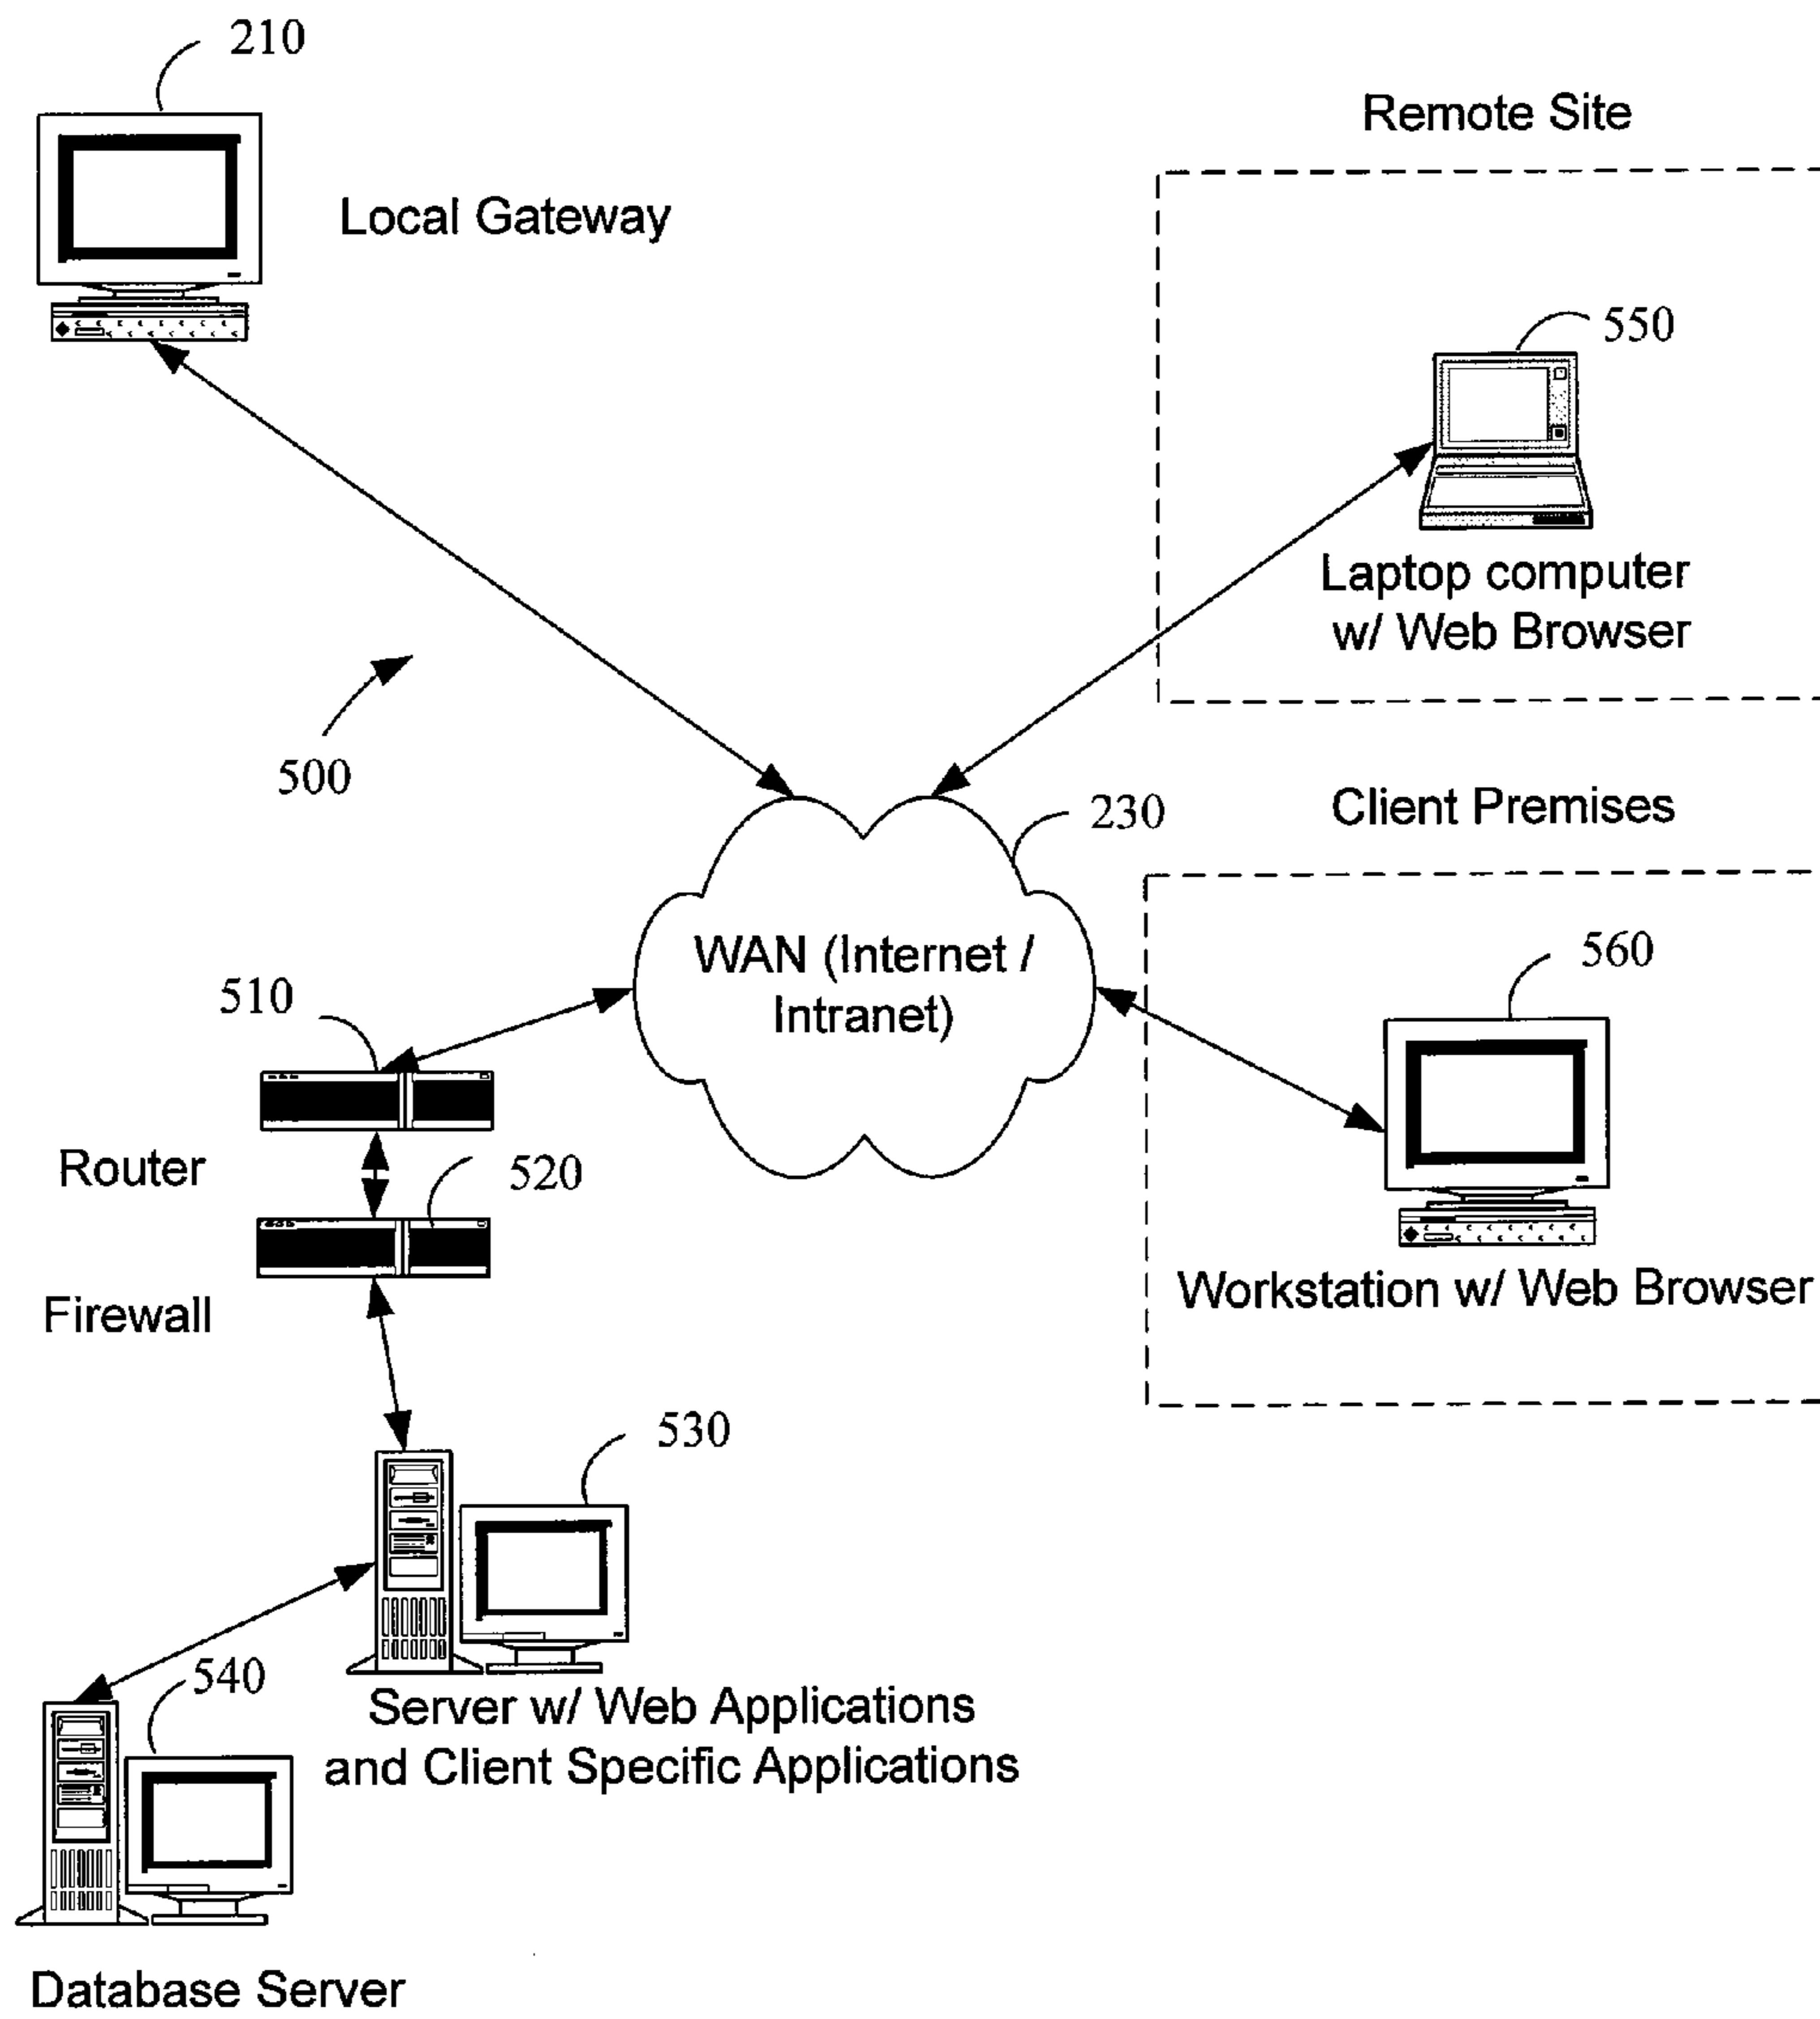 210
Remote Site
Local Gateway
550
Laptop computer
w/ Web Browser
500
230
Client Premises
WAN (Internet /
Intranet)
560
510
Router
520
Workstation w/ Web Browser
Firewall
530
540
Server w/ Web Applications
and Client Specific Applications
Database Server